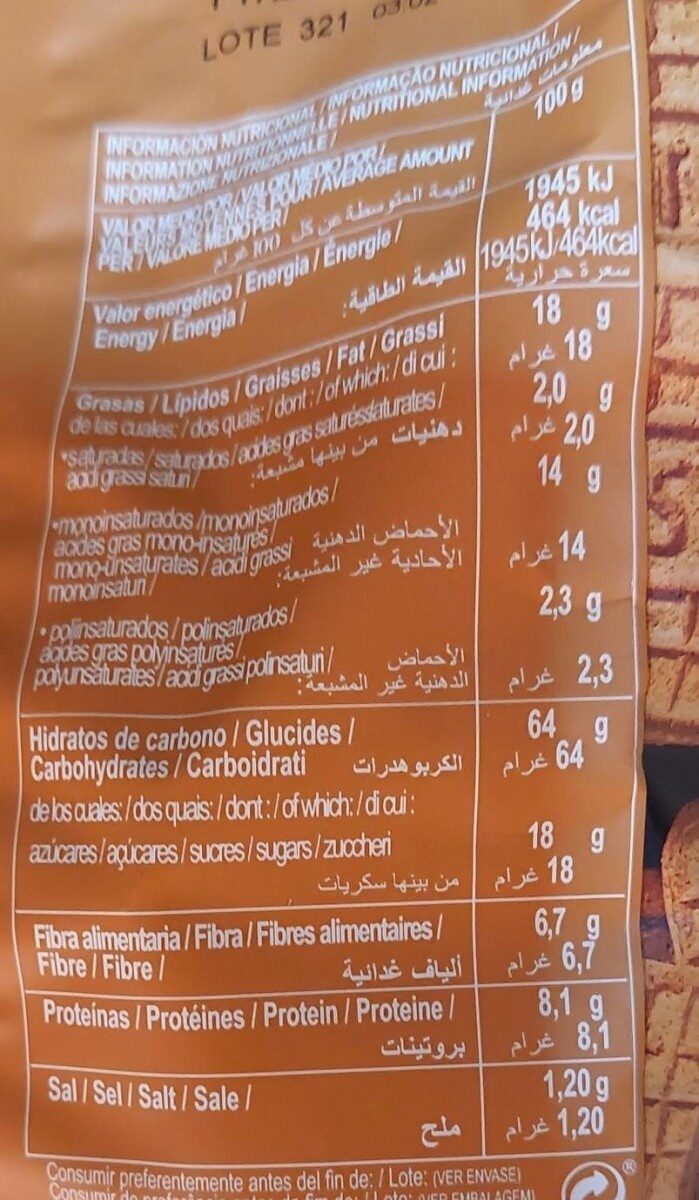 LOTE 321
INFORMACIÓN NUTRICIONAL / INFORMAÇÃO NUTRICIONAL /
INFORMATION NUTRITIONNELLE / NUTRITIONAL INFORMATION /
INFORMAZIONE NUTRIZIONALE /
معلومات غذائية
100 g
VALOR MEDIO POR / VALOR MEDIO POR /
VALEURS MOYENNES POUR / AVERAGE AMOUNT
PER / VALORE MEDIO PER /
القيمة المتوسطة عن كل 100 غرام
Valor energético / Energia / Énergie /
Energy / Energia /
القيمة الطاقية:
1945 kJ
464 kcal
1945kJ/464kcal
سعرة حرارية
Grasas / Lípidos / Graisses / Fat / Grassi
18 g
de las cuales: / dos quais: / dont : / of which: / di cui :
18 غرام
•saturadas / saturados / acides gras saturés/saturates /
2,0 g
acidi grassi saturi /
دهنيات من بينها مشبعة:
2,0 غرام
•monoinsaturados /monoinsaturados /
14 g
acides gras mono-insaturés /
mono-unsaturates / acidi grassi
الأحماض الدهنية
monoinsaturi /
الأحادية غير المشبعة:
14 غرام
• polinsaturados / polinsaturados /
2,3 g
acides gras polyinsaturés /
polyunsaturates / acidi grassi polinsaturi /
الأحماض
الدهنية غير المشبعة:
2,3 غرام
Hidratos de carbono / Glucides /
64 g
Carbohydrates / Carboidrati
الكربوهدرات
64 غرام
de los cuales: / dos quais: / dont : / of which: / di cui :
azúcares / açúcares / sucres / sugars / zuccheri
18 g
من بينها سكريات
18 غرام
Fibra alimentaria / Fibra / Fibres alimentaires /
6,7 g
Fibre / Fibre /
ألياف غذائية
6,7 غرام
Proteínas / Protéines / Protein / Proteine /
8,1 g
بروتينات
8,1 غرام
Sal / Sel / Salt / Sale /
1,20 g
ملح
1,20 غرام
Consumir preferentemente antes del fin de: / Lote: (VER ENVASE)
®